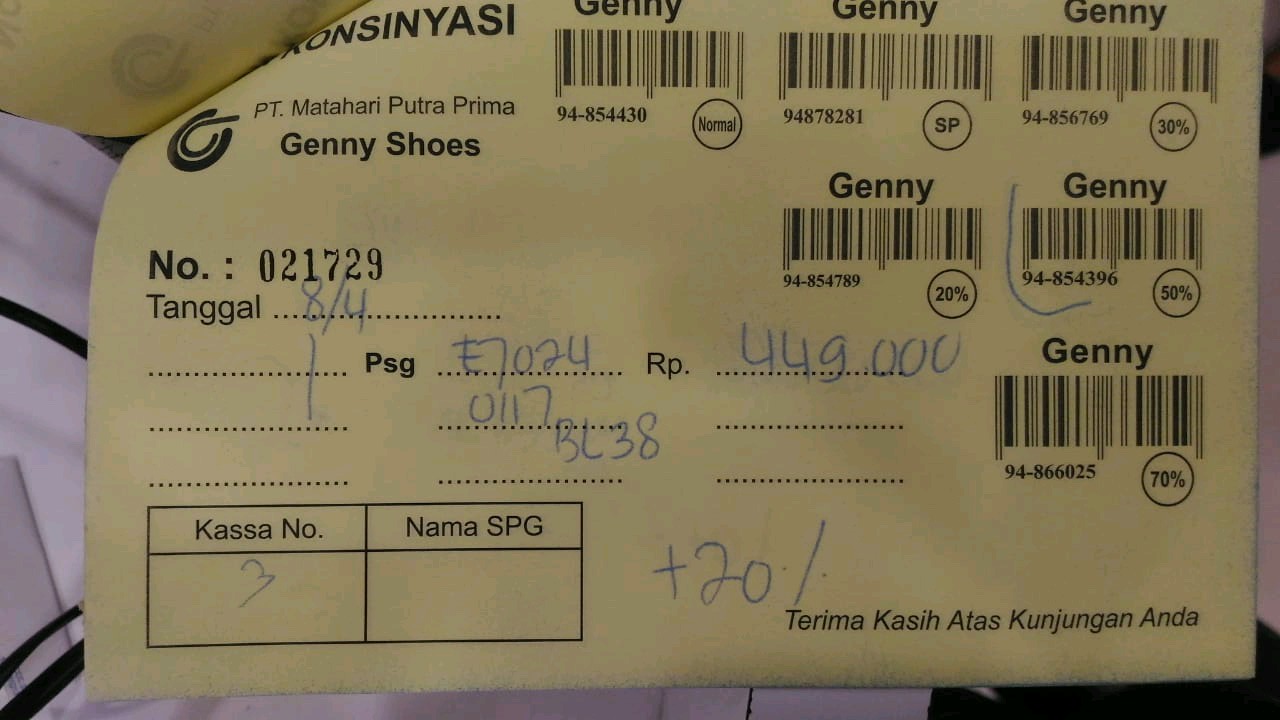 KONSINYASI
PT. Matahari Putra Prima
Genny Shoes
Genny
94-854430
Normal
Genny
94878281
SP
Genny
94-856769
30%
Genny
94-854789
20%
Genny
94-854396
50%
No. : 021729
Tanggal 8/4
1 Psg E7024 Rp. 449.000
0117
BL38
Genny
94-866025
70%
Kassa No. Nama SPG
3
+20%
Terima Kasih Atas Kunjungan Anda